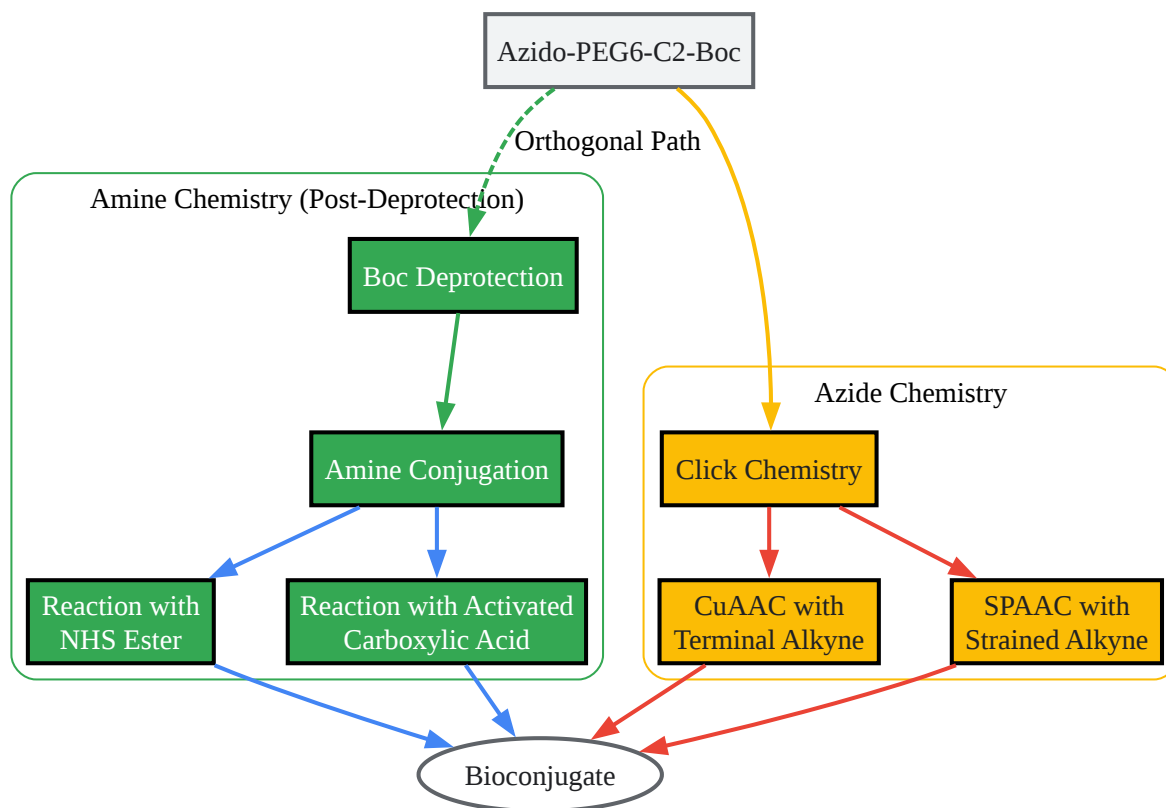 Azido-PEG6-C2-Boc
Orthogonal Path
Amine Chemistry (Post-Deprotection)
Boc Deprotection
Azide Chemistry
Amine Conjugation
Click Chemistry
Reaction with
NHS Ester
Reaction with Activated
Carboxylic Acid
CuAAC with
Terminal Alkyne
SPAAC with
Strained Alkyne
Bioconjugate